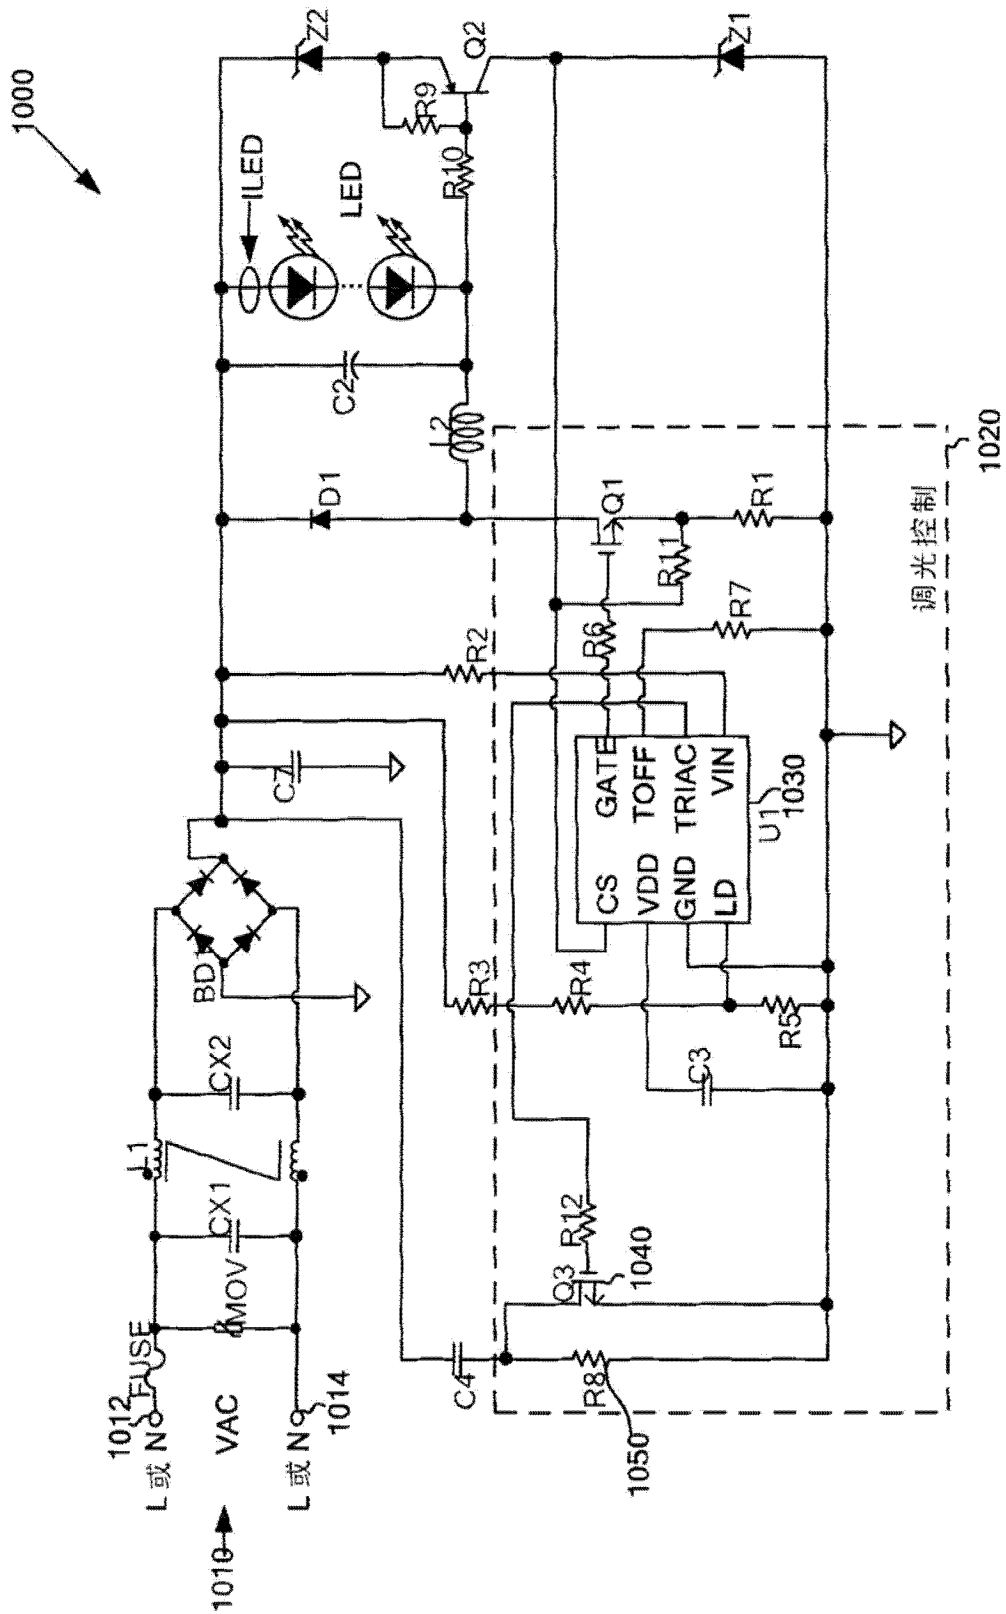 1000
1010
VAC
L或N
1012
L或N
1014
FUSE
MOV
CX1
L1
CX2
BD1
C7
R2
D1
C2
L2
ILED
LED
R9
R10
Z2
Q2
Z1
C4
R8
1050
Q3
1040
R12
C3
R3
R4
R5
CS
VDD
GND
LD
GATE
TOFF
TRIAC
VIN
U1
1030
R6
R11
R7
Q1
R1
调光控制
1020